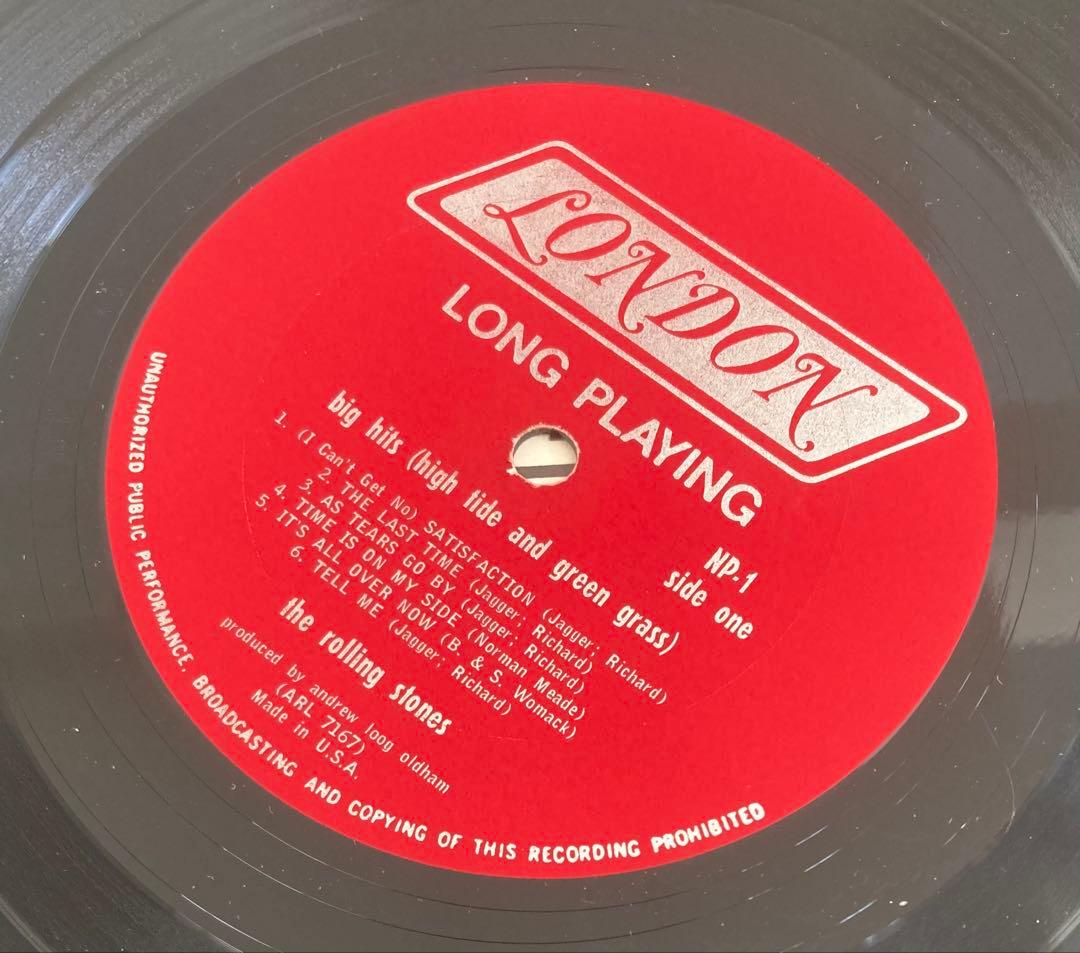 LONDON
LONG PLAYING
NP-1
side one
big hits (high tide and green grass)
1. (I Can't Get No) SATISFACTION (Jagger; Richard)
2. THE LAST TIME (Jagger; Richard)
3. AS TEARS GO BY (Jagger; Richard)
4. TIME IS ON MY SIDE (Norman Meade)
5. IT'S ALL OVER NOW (B. & S. Womack)
6. TELL ME (Jagger; Richard)
the rolling stones
produced by andrew loog oldham
(ARL 7167)
Made in U.S.A.
UNAUTHORIZED PUBLIC PERFORMANCE, BROADCASTING AND COPYING OF THIS RECORDING PROHIBITED